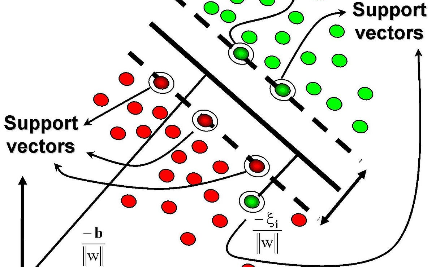 Support
vectors
Support
vectors
−b
|w|
−ξi
|w|